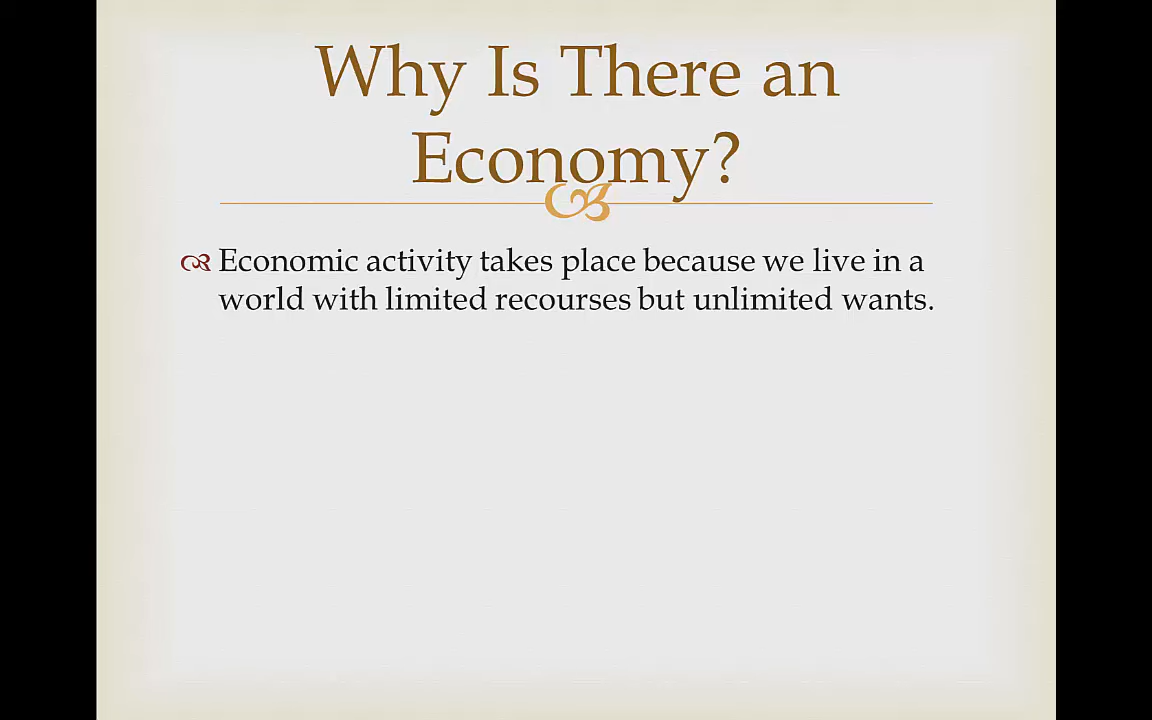 Why Is There an
Economy?
Economic activity takes place because we live in a
world with limited recourses but unlimited wants.